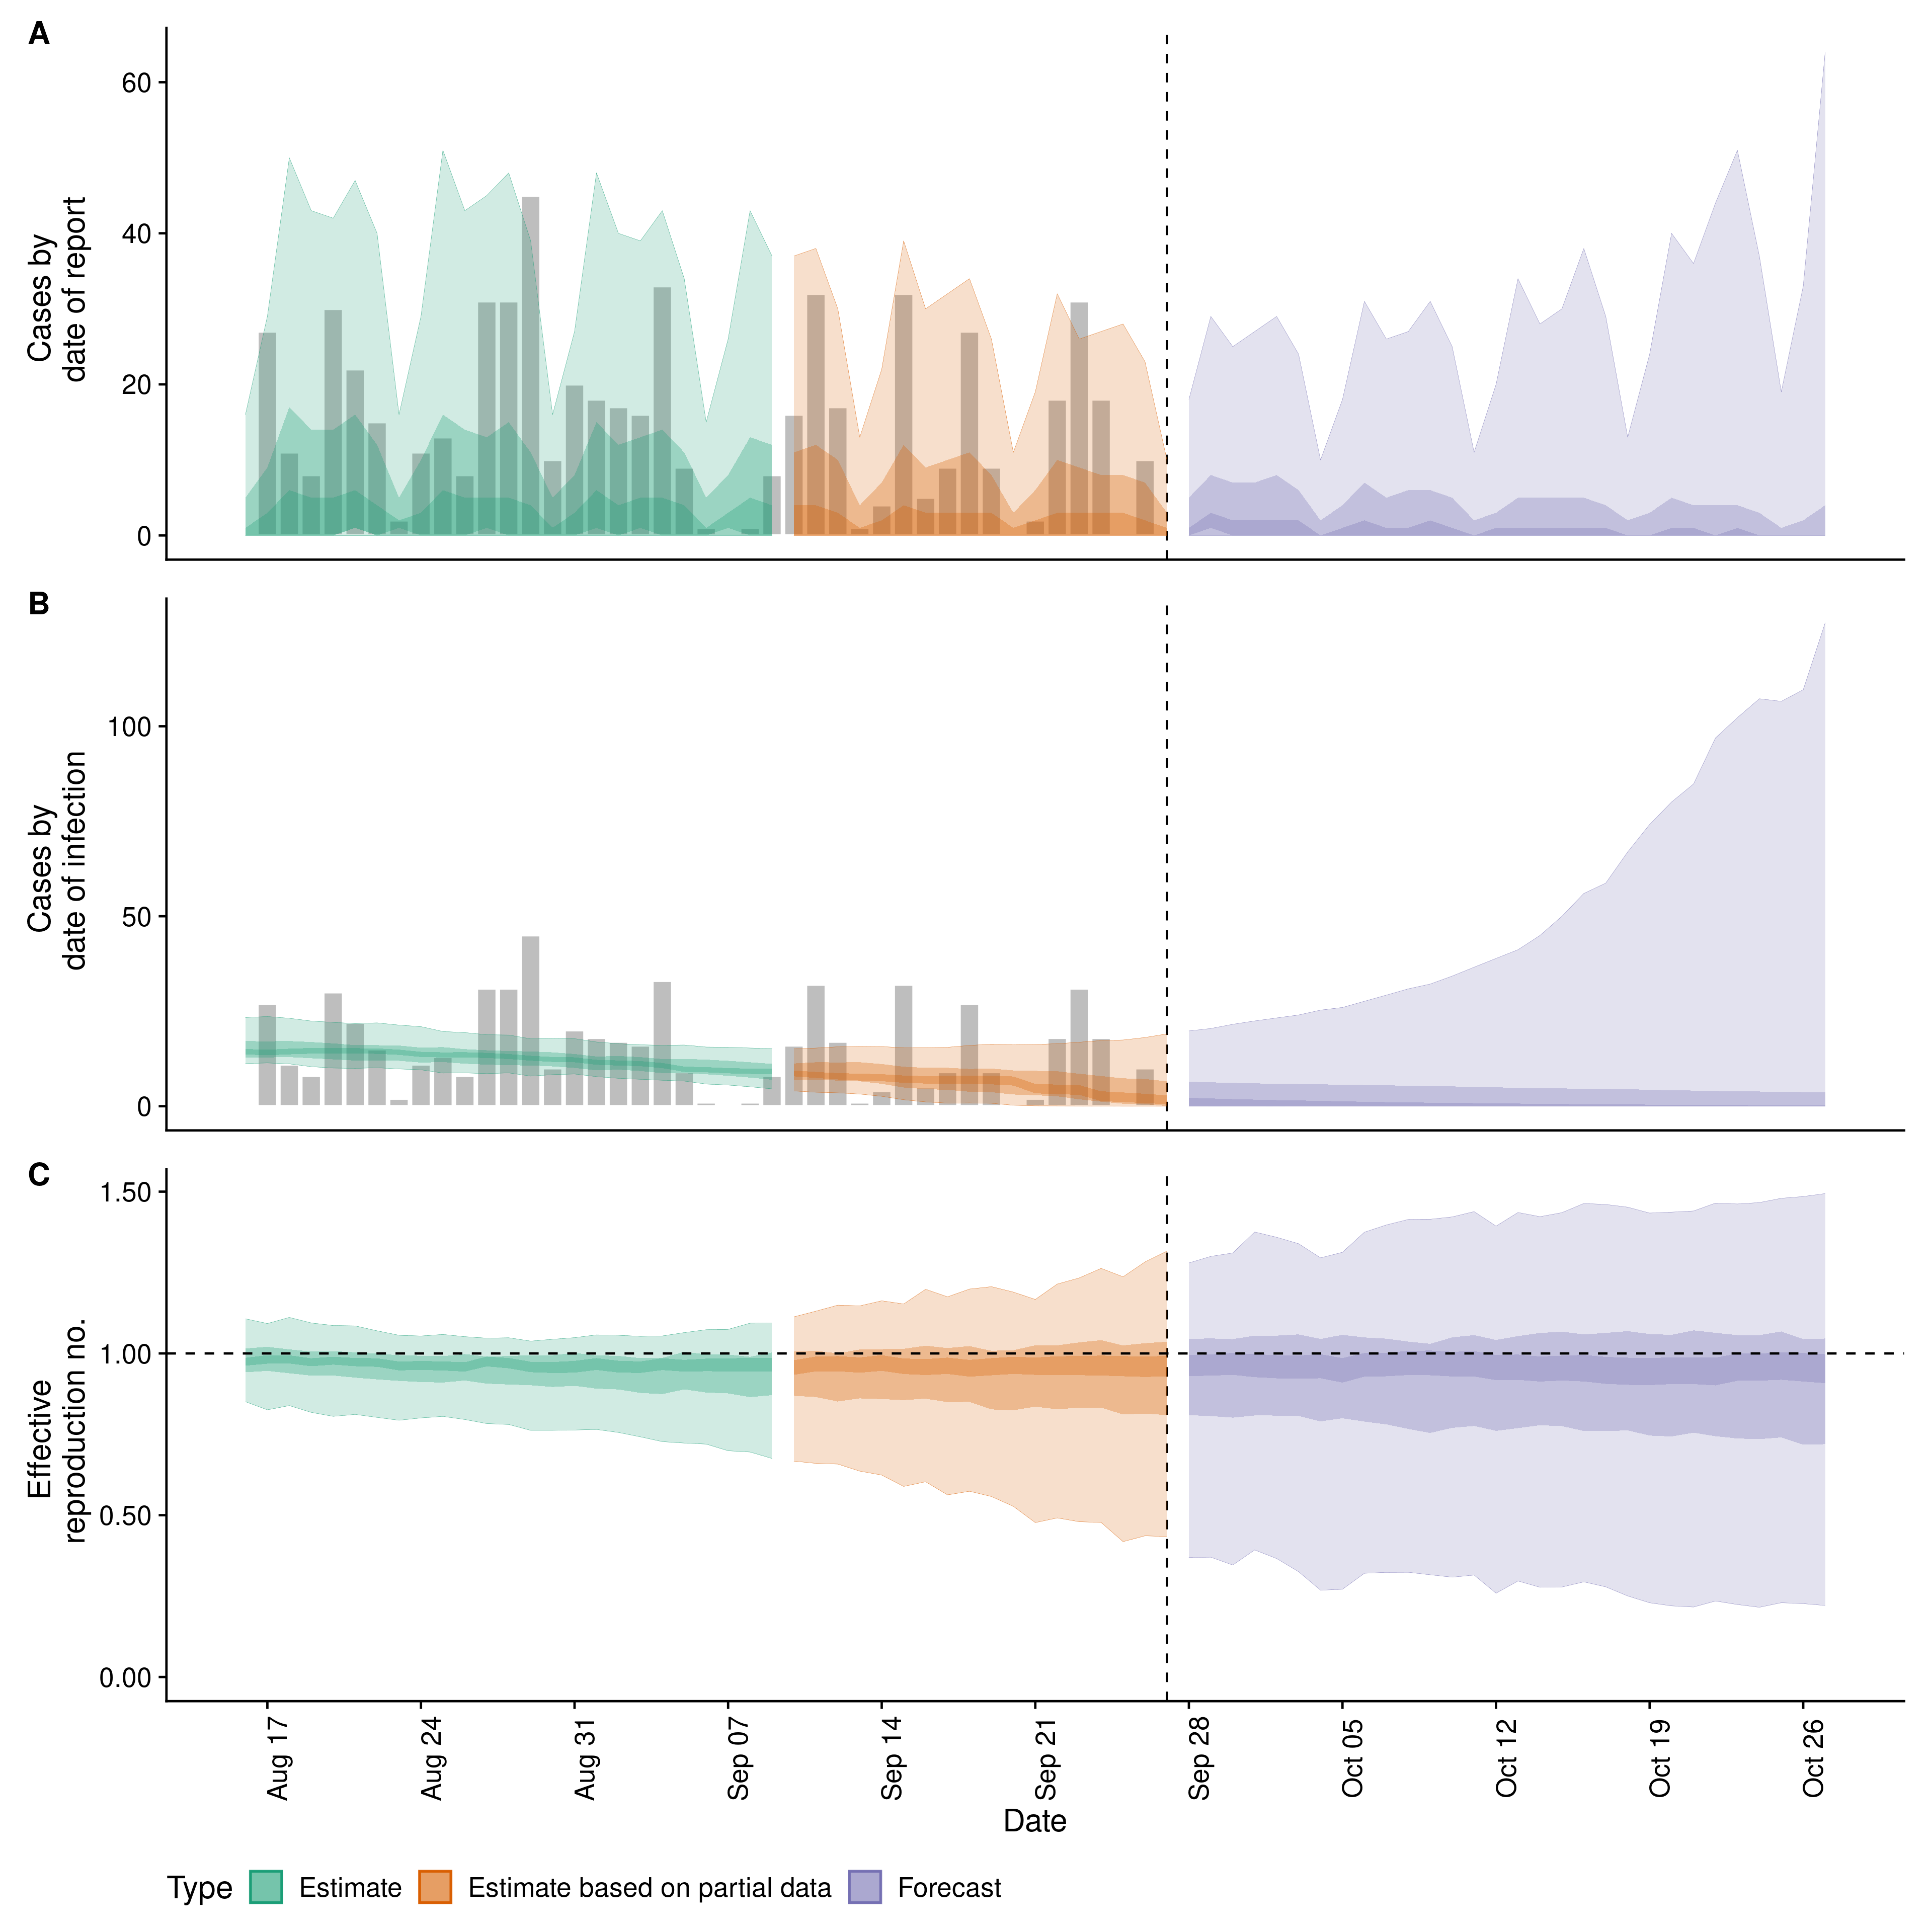 A
Cases by
date of report
60
40
20
0
B
Cases by
date of infection
100
50
0
C
Effective
reproduction no.
1.50
1.00
0.50
0.00
Aug 17
Aug 24
Aug 31
Sep 07
Sep 14
Sep 21
Sep 28
Oct 05
Oct 12
Oct 19
Oct 26
Date
Type Estimate Estimate based on partial data Forecast